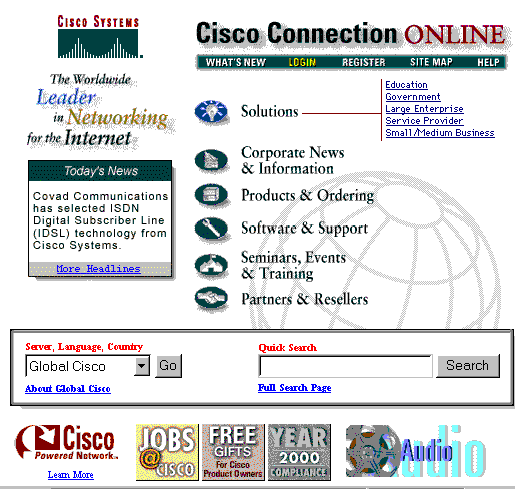 CISCO SYSTEMS
The Worldwide
Leader
in Networking
for the Internet
Today's News
Covad Communications
has selected ISDN
Digital Subscriber Line
(IDSL) technology from
Cisco Systems.
More Headlines
Cisco Connection ONLINE
WHAT'S NEW LOGIN REGISTER SITE MAP HELP
Solutions
Education
Government
Large Enterprise
Service Provider
Small/Medium Business
Corporate News
& Information
Products & Ordering
Software & Support
Seminars, Events
& Training
Partners & Resellers
Server, Language, Country
Global Cisco
Go
About Global Cisco
Quick Search
Search
Full Search Page
Cisco
Powered Network™
Learn More
JOBS
@CISCO
FREE
GIFTS
For Cisco
Product Owners
YEAR
2000
COMPLIANCE
Audio
Audio